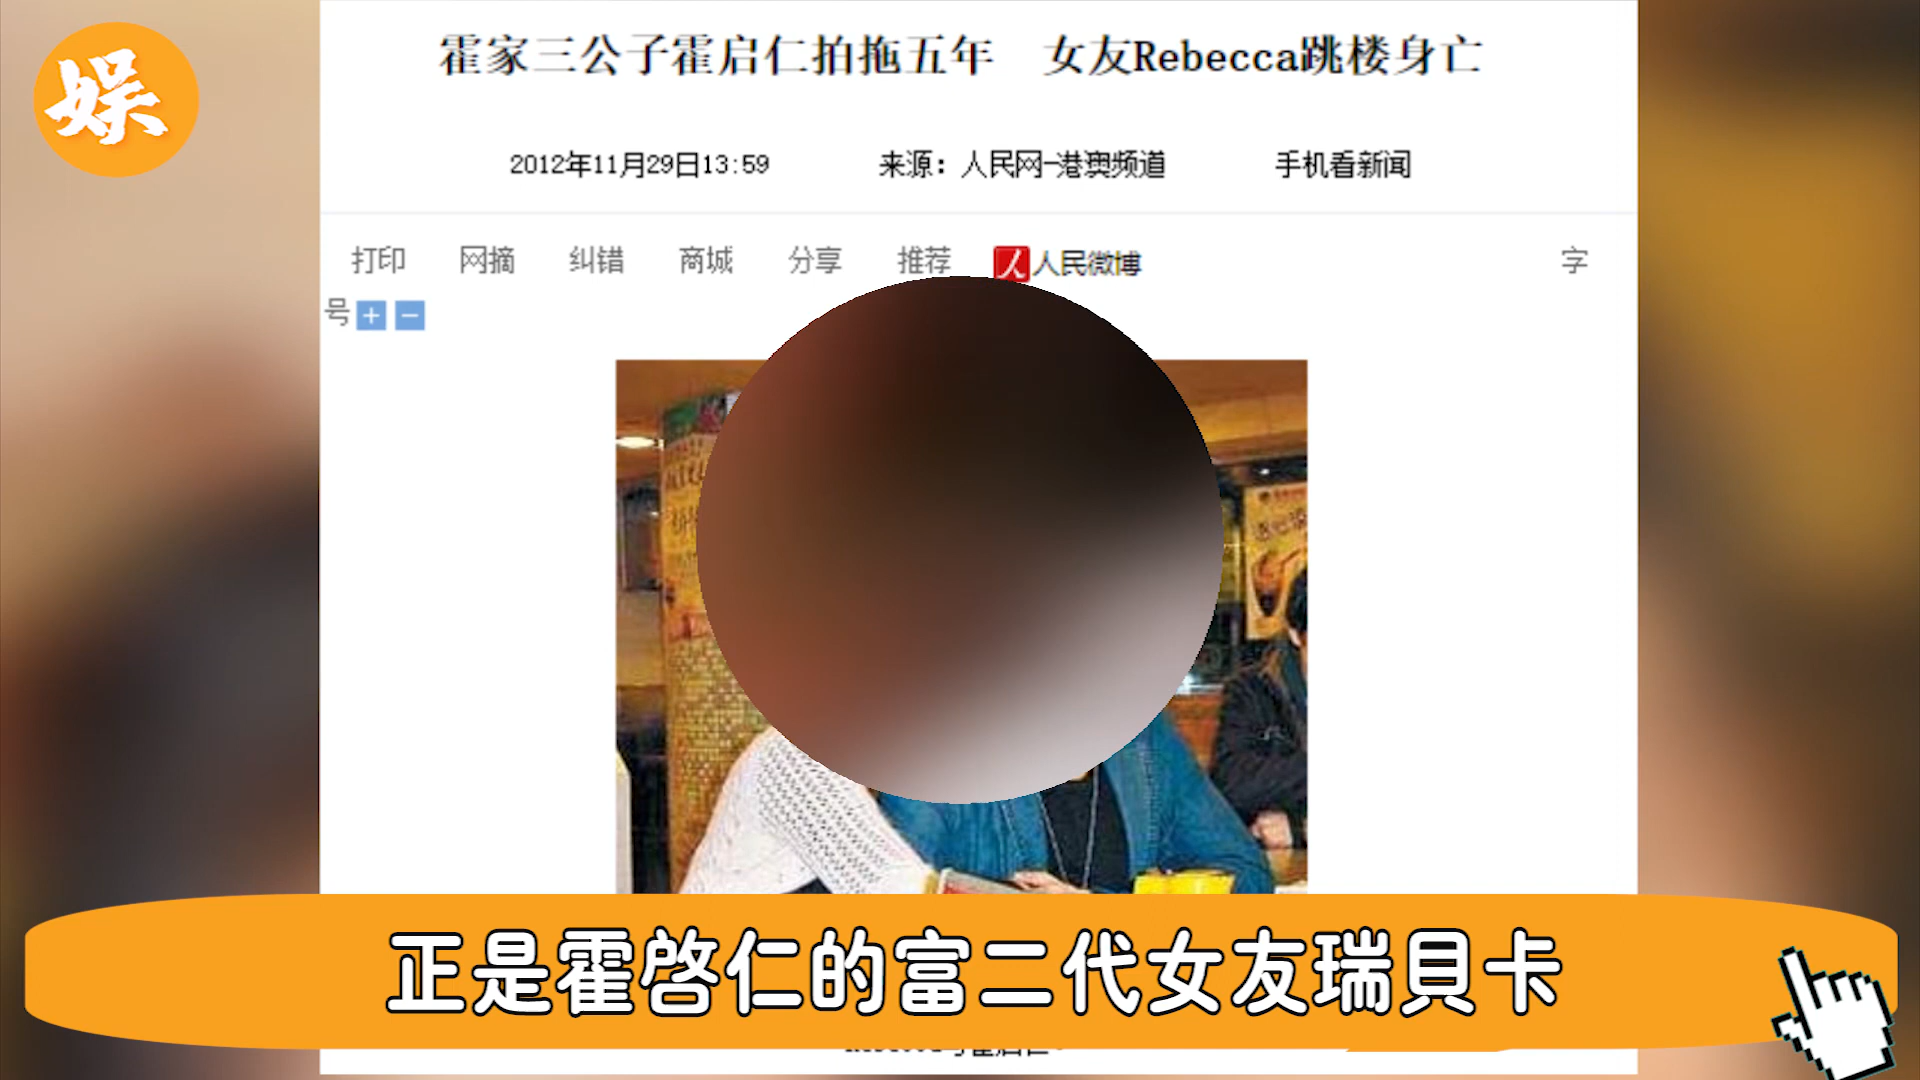 娱
霍家三公子霍启仁拍拖五年 女友Rebecca跳楼身亡
2012年11月29日13:59 来源：人民网-港澳频道 手机看新闻
打印 网摘 纠错 商城 分享 推荐 人 人民微博 字
号 + −
正是霍啓仁的富二代女友瑞貝卡